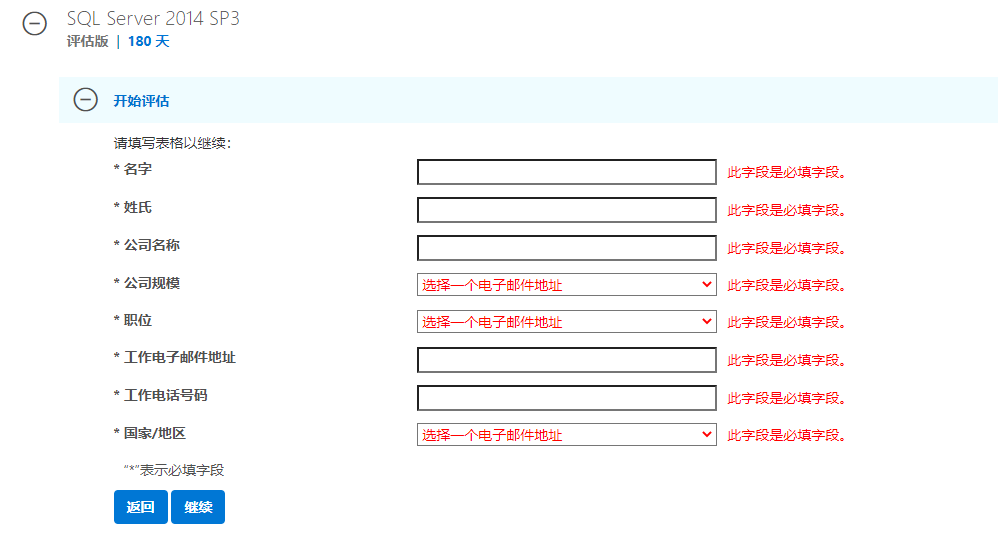 SQL Server 2014 SP3
评估版 | 180 天
开始评估
请填写表格以继续:
* 名字 此字段是必填字段。
* 姓氏 此字段是必填字段。
* 公司名称 此字段是必填字段。
* 公司规模 选择一个电子邮件地址 此字段是必填字段。
* 职位 选择一个电子邮件地址 此字段是必填字段。
* 工作电子邮件地址 此字段是必填字段。
* 工作电话号码 此字段是必填字段。
* 国家/地区 选择一个电子邮件地址 此字段是必填字段。
“*”表示必填字段
返回 继续